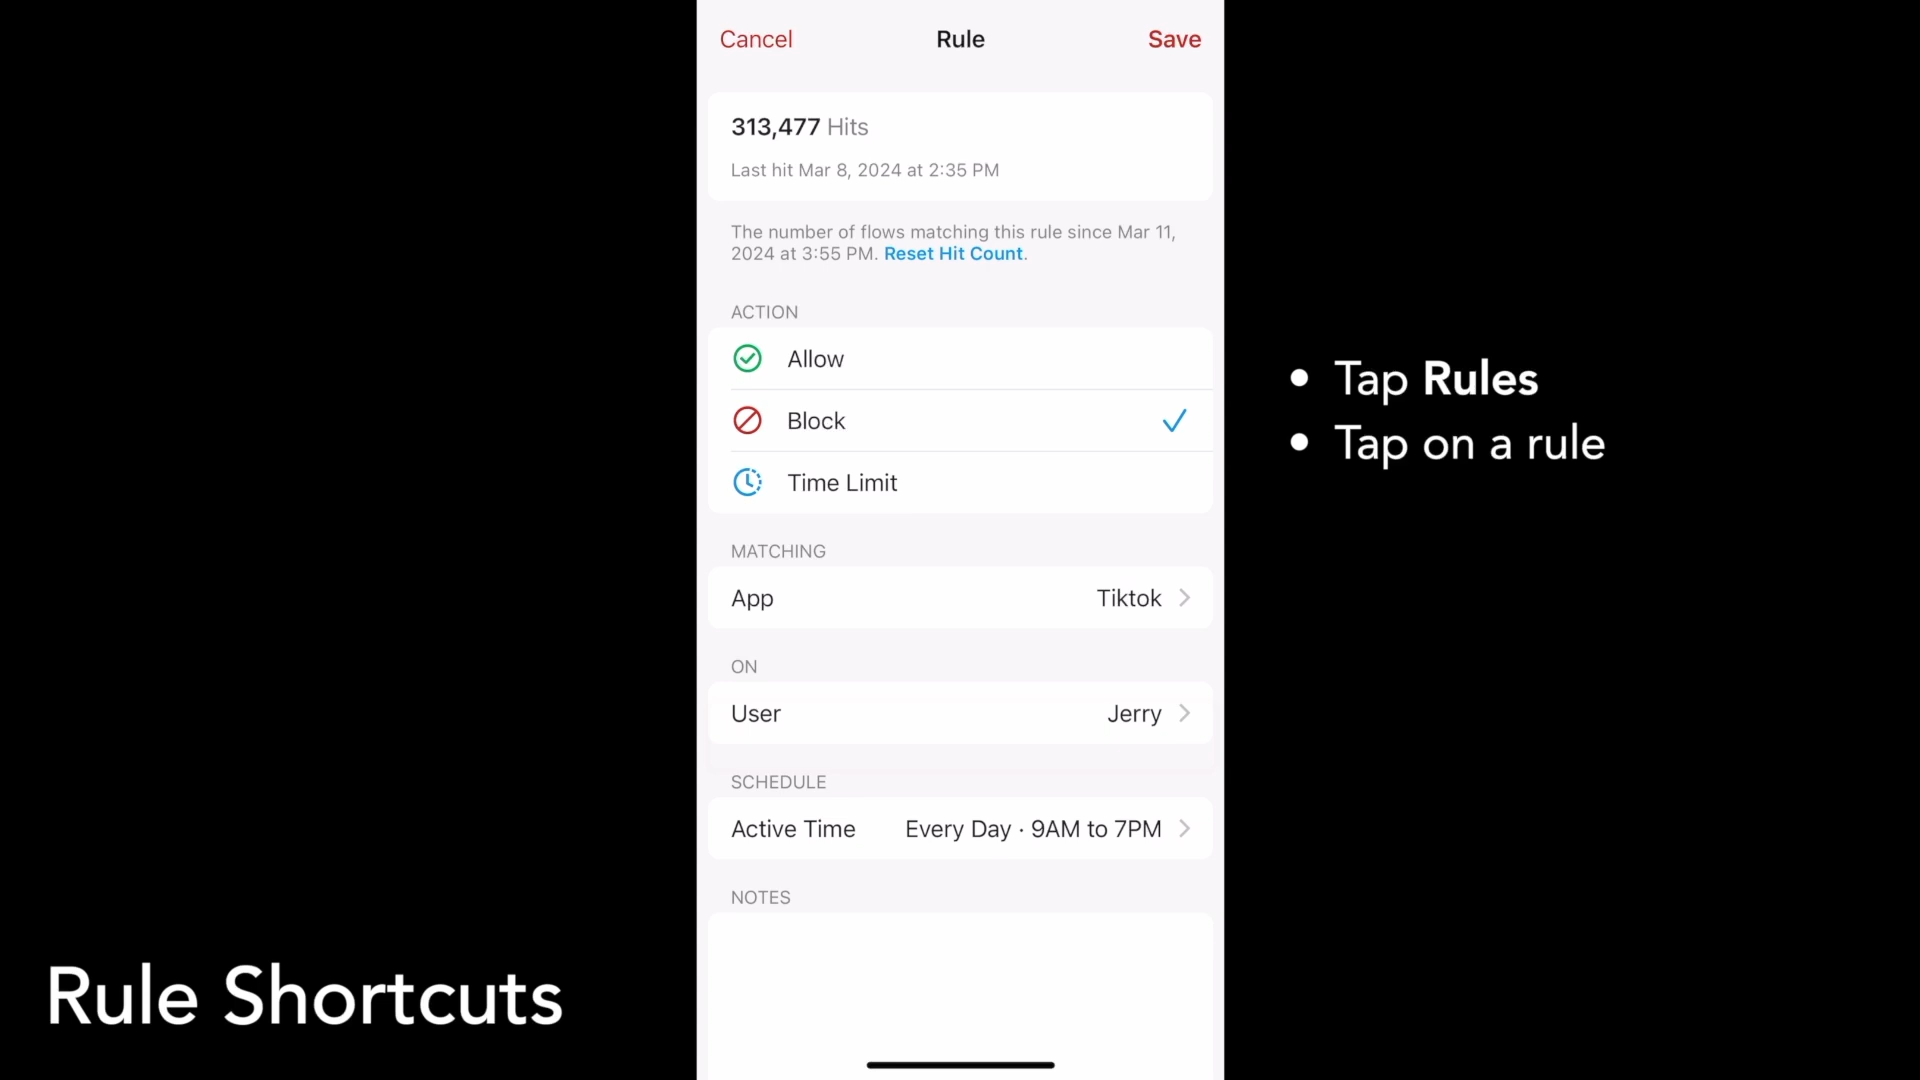 Cancel Rule Save
313,477 Hits
Last hit Mar 8, 2024 at 2:35 PM
The number of flows matching this rule since Mar 11,
2024 at 3:55 PM. Reset Hit Count.
ACTION
Allow
Block
Time Limit
MATCHING
App Tiktok
ON
User Jerry
SCHEDULE
Active Time Every Day · 9AM to 7PM
NOTES
• Tap Rules
• Tap on a rule
Rule Shortcuts